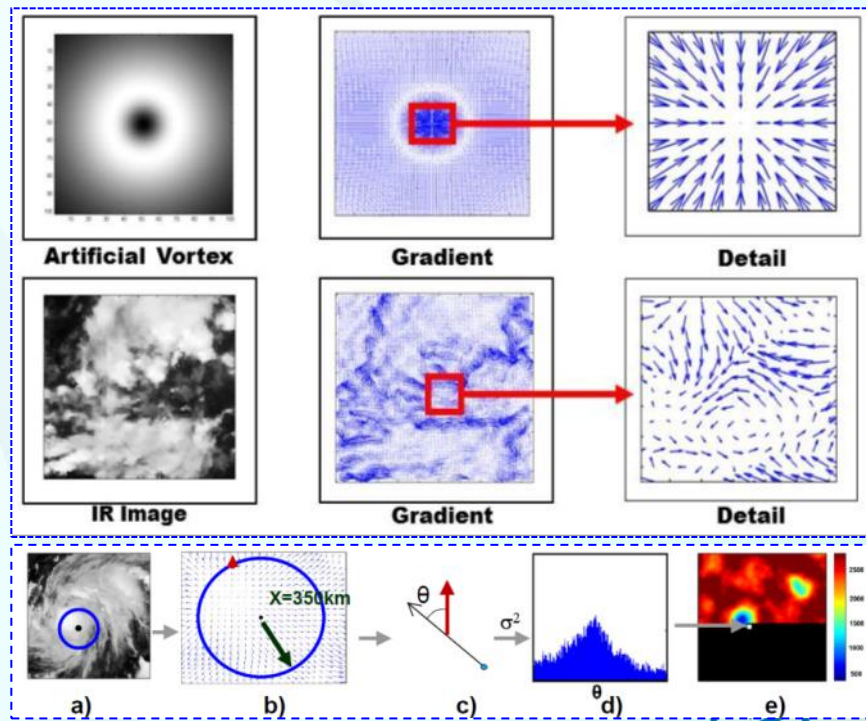 Artificial Vortex
Gradient
Detail
IR Image
Gradient
Detail
X=350km
θ
σ²
θ
2500
2000
1500
1000
500
a)
b)
c)
d)
e)